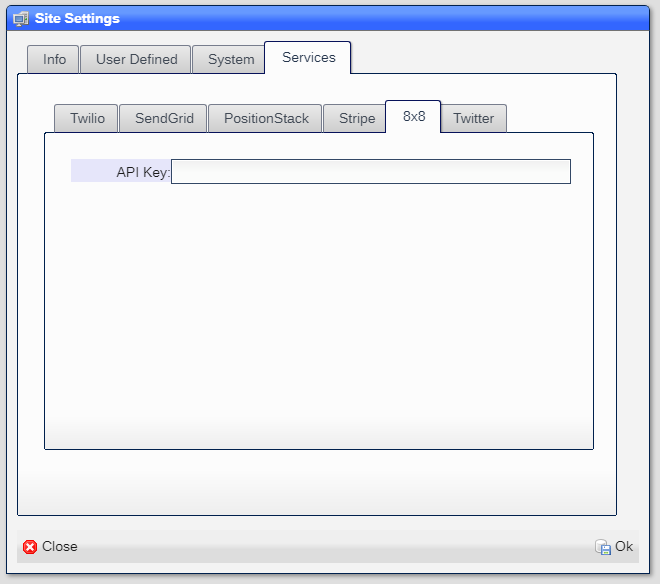 Site Settings
Info User Defined System Services
Twilio SendGrid PositionStack Stripe 8x8 Twitter
API Key:
Close Ok